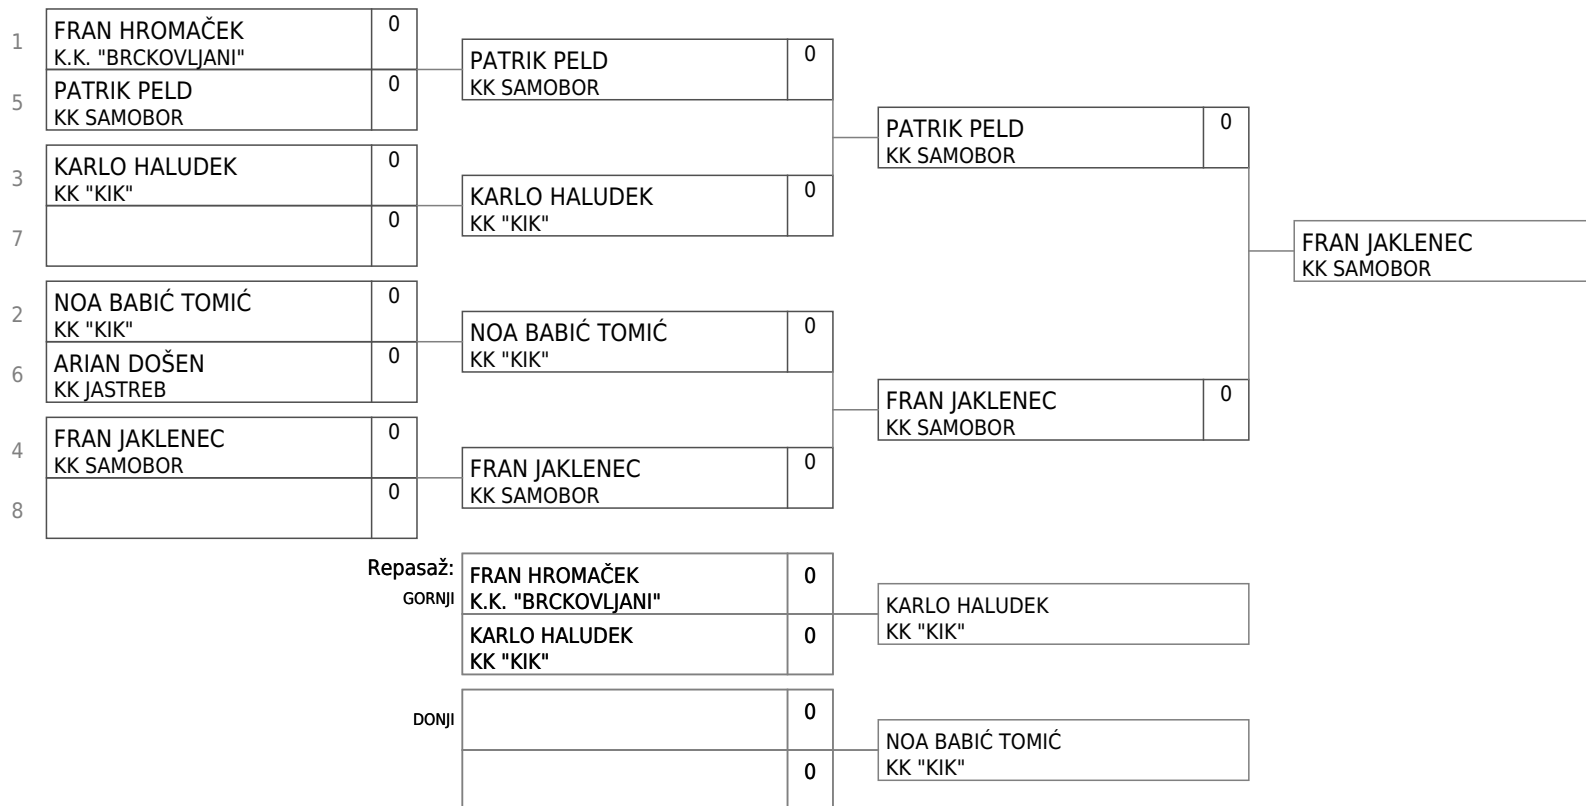 1
FRAN HROMAČEK
K.K. "BRCKOVLJANI"
0
5
PATRIK PELD
KK SAMOBOR
0
3
KARLO HALUDEK
KK "KIK"
0
7
0
2
NOA BABIĆ TOMIĆ
KK "KIK"
0
6
ARIAN DOŠEN
KK JASTREB
0
4
FRAN JAKLENEC
KK SAMOBOR
0
8
0
PATRIK PELD
KK SAMOBOR
0
KARLO HALUDEK
KK "KIK"
0
NOA BABIĆ TOMIĆ
KK "KIK"
0
FRAN JAKLENEC
KK SAMOBOR
0
PATRIK PELD
KK SAMOBOR
0
FRAN JAKLENEC
KK SAMOBOR
0
FRAN JAKLENEC
KK SAMOBOR
Repasaž:
GORNJI
FRAN HROMAČEK
K.K. "BRCKOVLJANI"
0
KARLO HALUDEK
KK "KIK"
0
KARLO HALUDEK
KK "KIK"
DONJI
0
0
NOA BABIĆ TOMIĆ
KK "KIK"